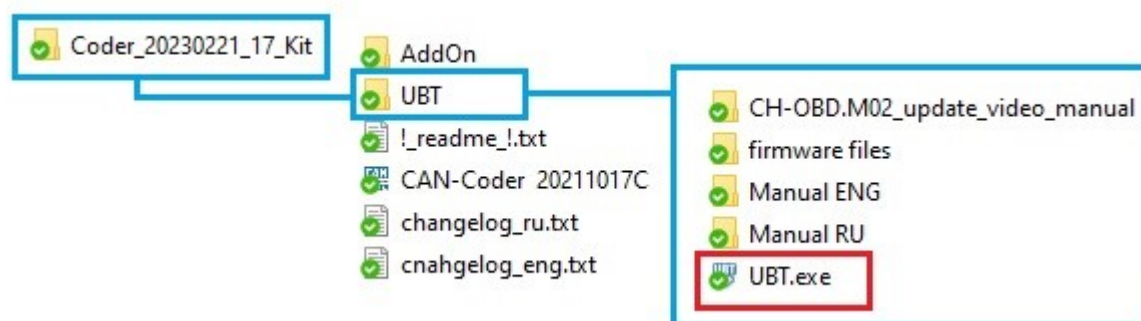 Coder_20230221_17_Kit
AddOn
UBT
!_readme_!.txt
CAN-Coder 20211017C
changelog_ru.txt
cnahgelog_eng.txt
CH-OBD.M02_update_video_manual
firmware files
Manual ENG
Manual RU
UBT.exe